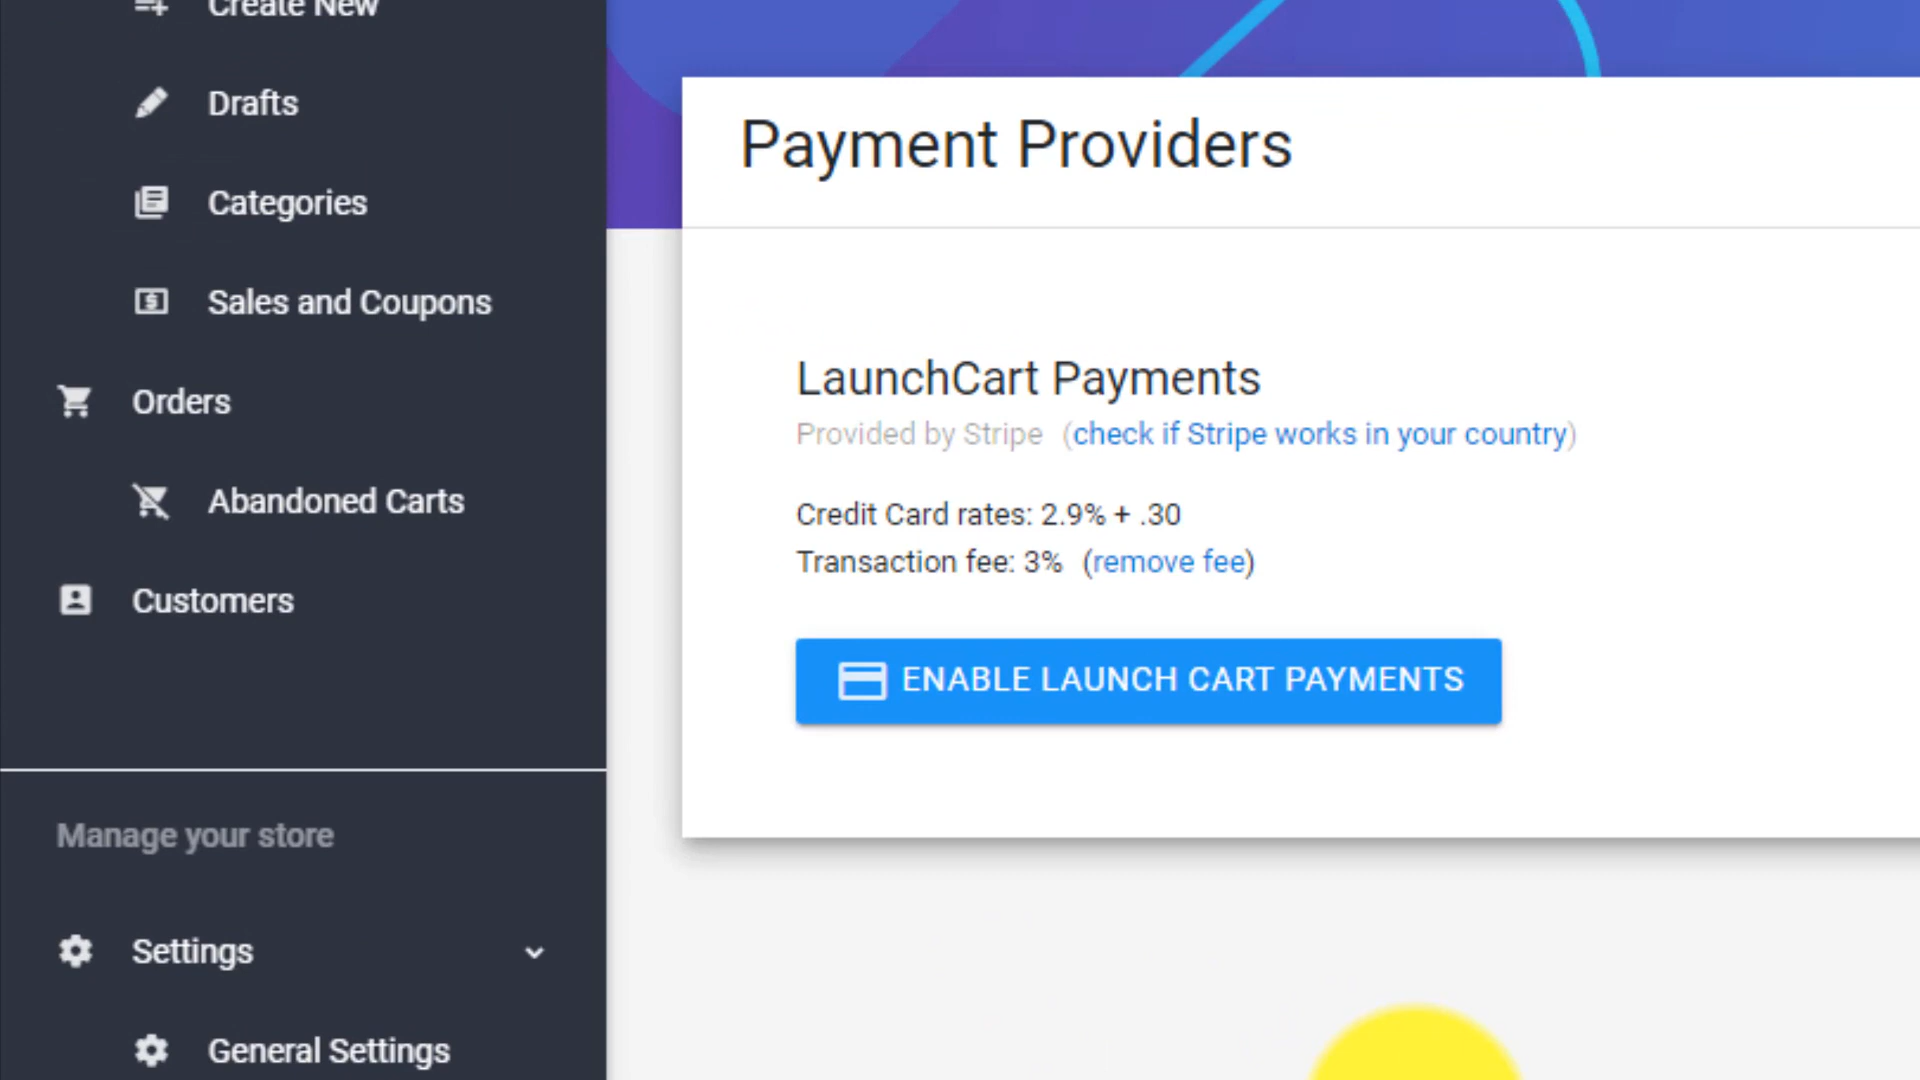 Create New
Drafts
Categories
Sales and Coupons
Orders
Abandoned Carts
Customers
Manage your store
Settings
General Settings
Payment Providers
LaunchCart Payments
Provided by Stripe (check if Stripe works in your country)
Credit Card rates: 2.9% + .30
Transaction fee: 3% (remove fee)
ENABLE LAUNCH CART PAYMENTS